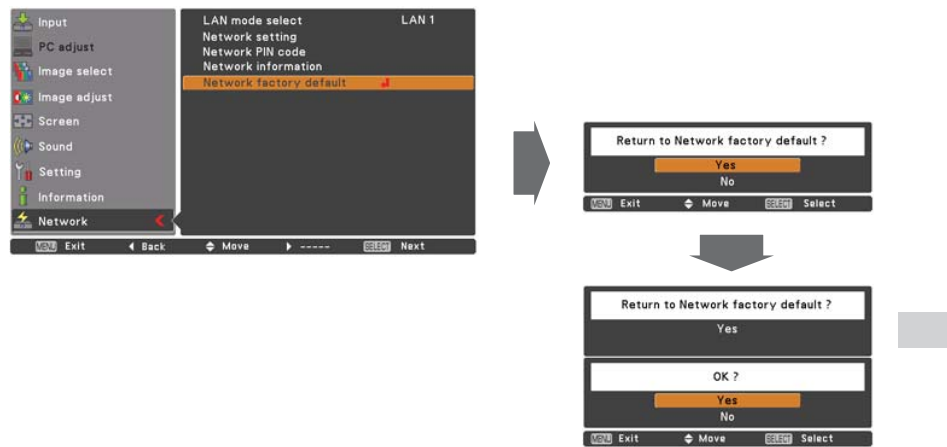 Input
PC adjust
Image select
Image adjust
Screen
Sound
Setting
Information
Network
LAN mode select LAN 1
Network setting
Network PIN code
Network information
Network factory default
MENU Exit Back Move ----- SELECT Next
Return to Network factory default ?
Yes
No
MENU Exit Move SELECT Select
Return to Network factory default ?
Yes
OK ?
Yes
No
MENU Exit Move SELECT Select